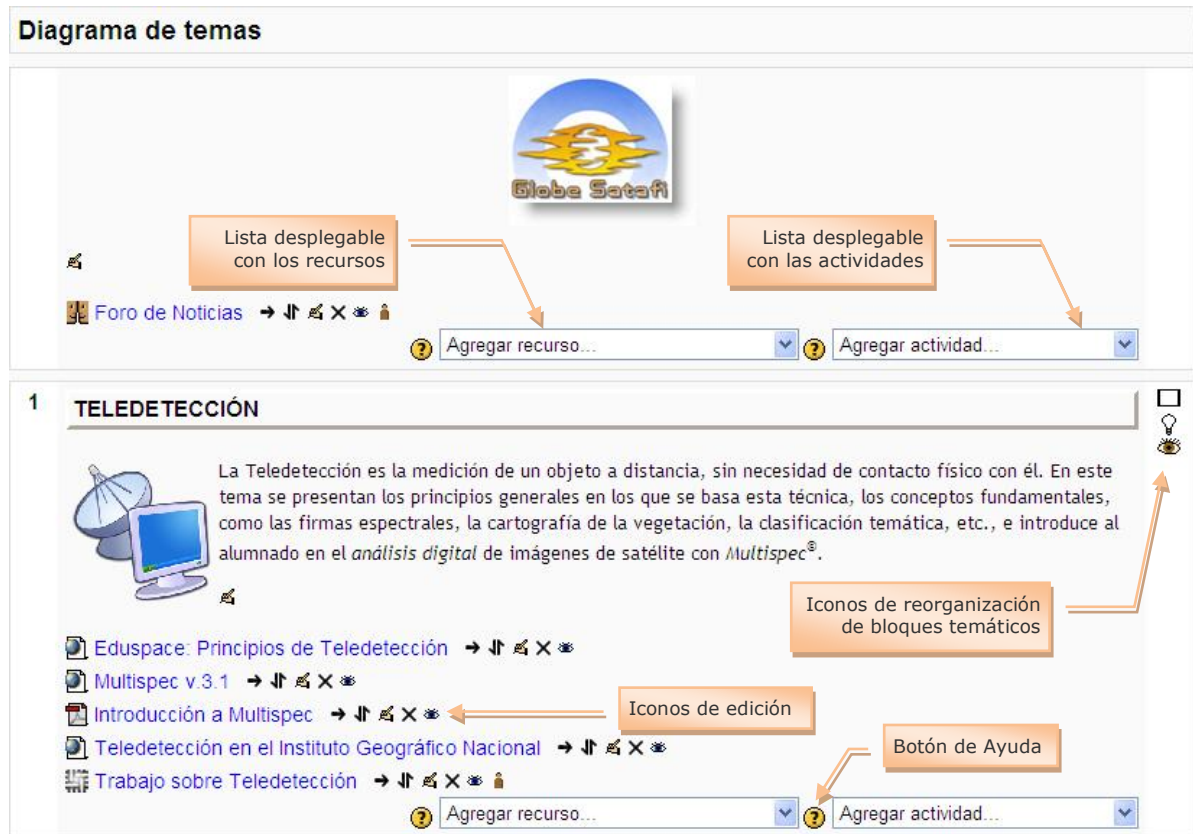 Diagrama de temas
Globe Satafi
Lista desplegable
con los recursos
Lista desplegable
con las actividades
Foro de Noticias
Agregar recurso...
Agregar actividad...
1
TELEDETECCIÓN
La Teledetección es la medición de un objeto a distancia, sin necesidad de contacto físico con él. En este
tema se presentan los principios generales en los que se basa esta técnica, los conceptos fundamentales,
como las firmas espectrales, la cartografía de la vegetación, la clasificación temática, etc., e introduce al
alumnado en el análisis digital de imágenes de satélite con Multispec®.
Iconos de reorganización
de bloques temáticos
Eduspace: Principios de Teledetección
Multispec v.3.1
Introducción a Multispec
Iconos de edición
Teledetección en el Instituto Geográfico Nacional
Botón de Ayuda
Trabajo sobre Teledetección
Agregar recurso...
Agregar actividad...